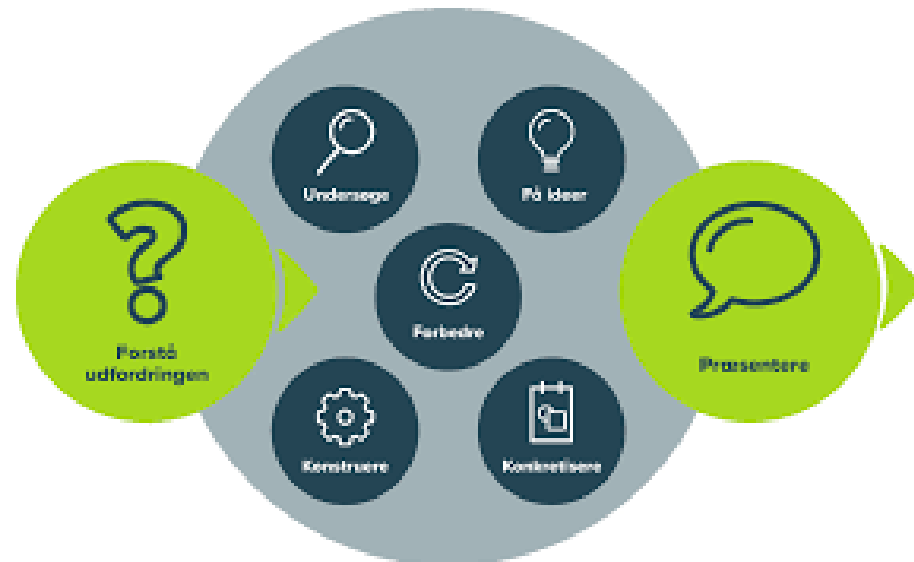 Undersøge
Få ideer
Forstå
udfordringen
Forbedre
Præsentere
Konstruere
Konkretisere